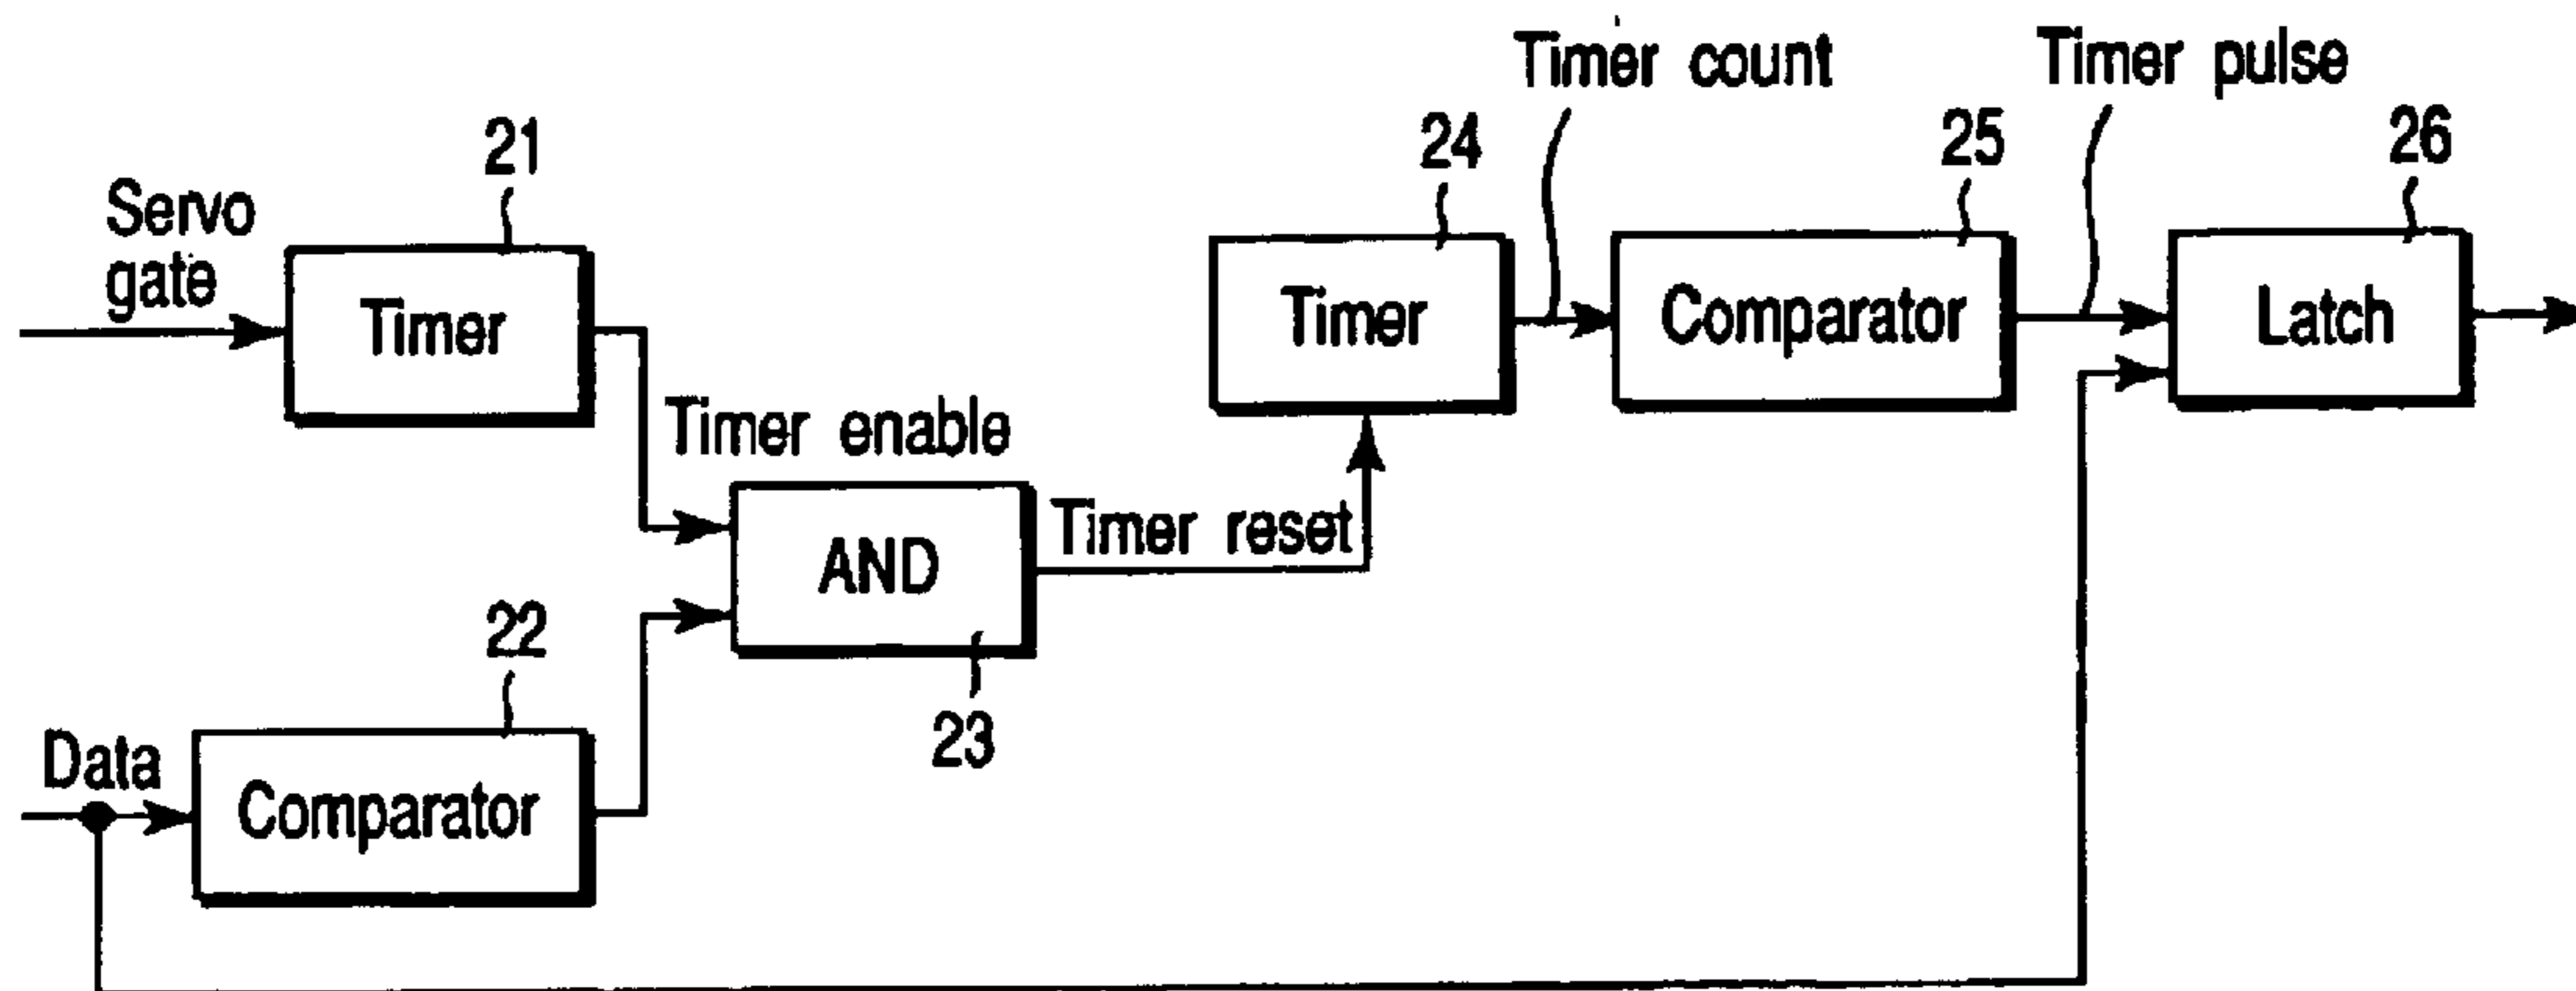 Timer count
Timer pulse
21
24
25
26
Servo
gate
Timer
Timer
Comparator
Latch
Timer enable
AND
Timer reset
22
23
Data
Comparator